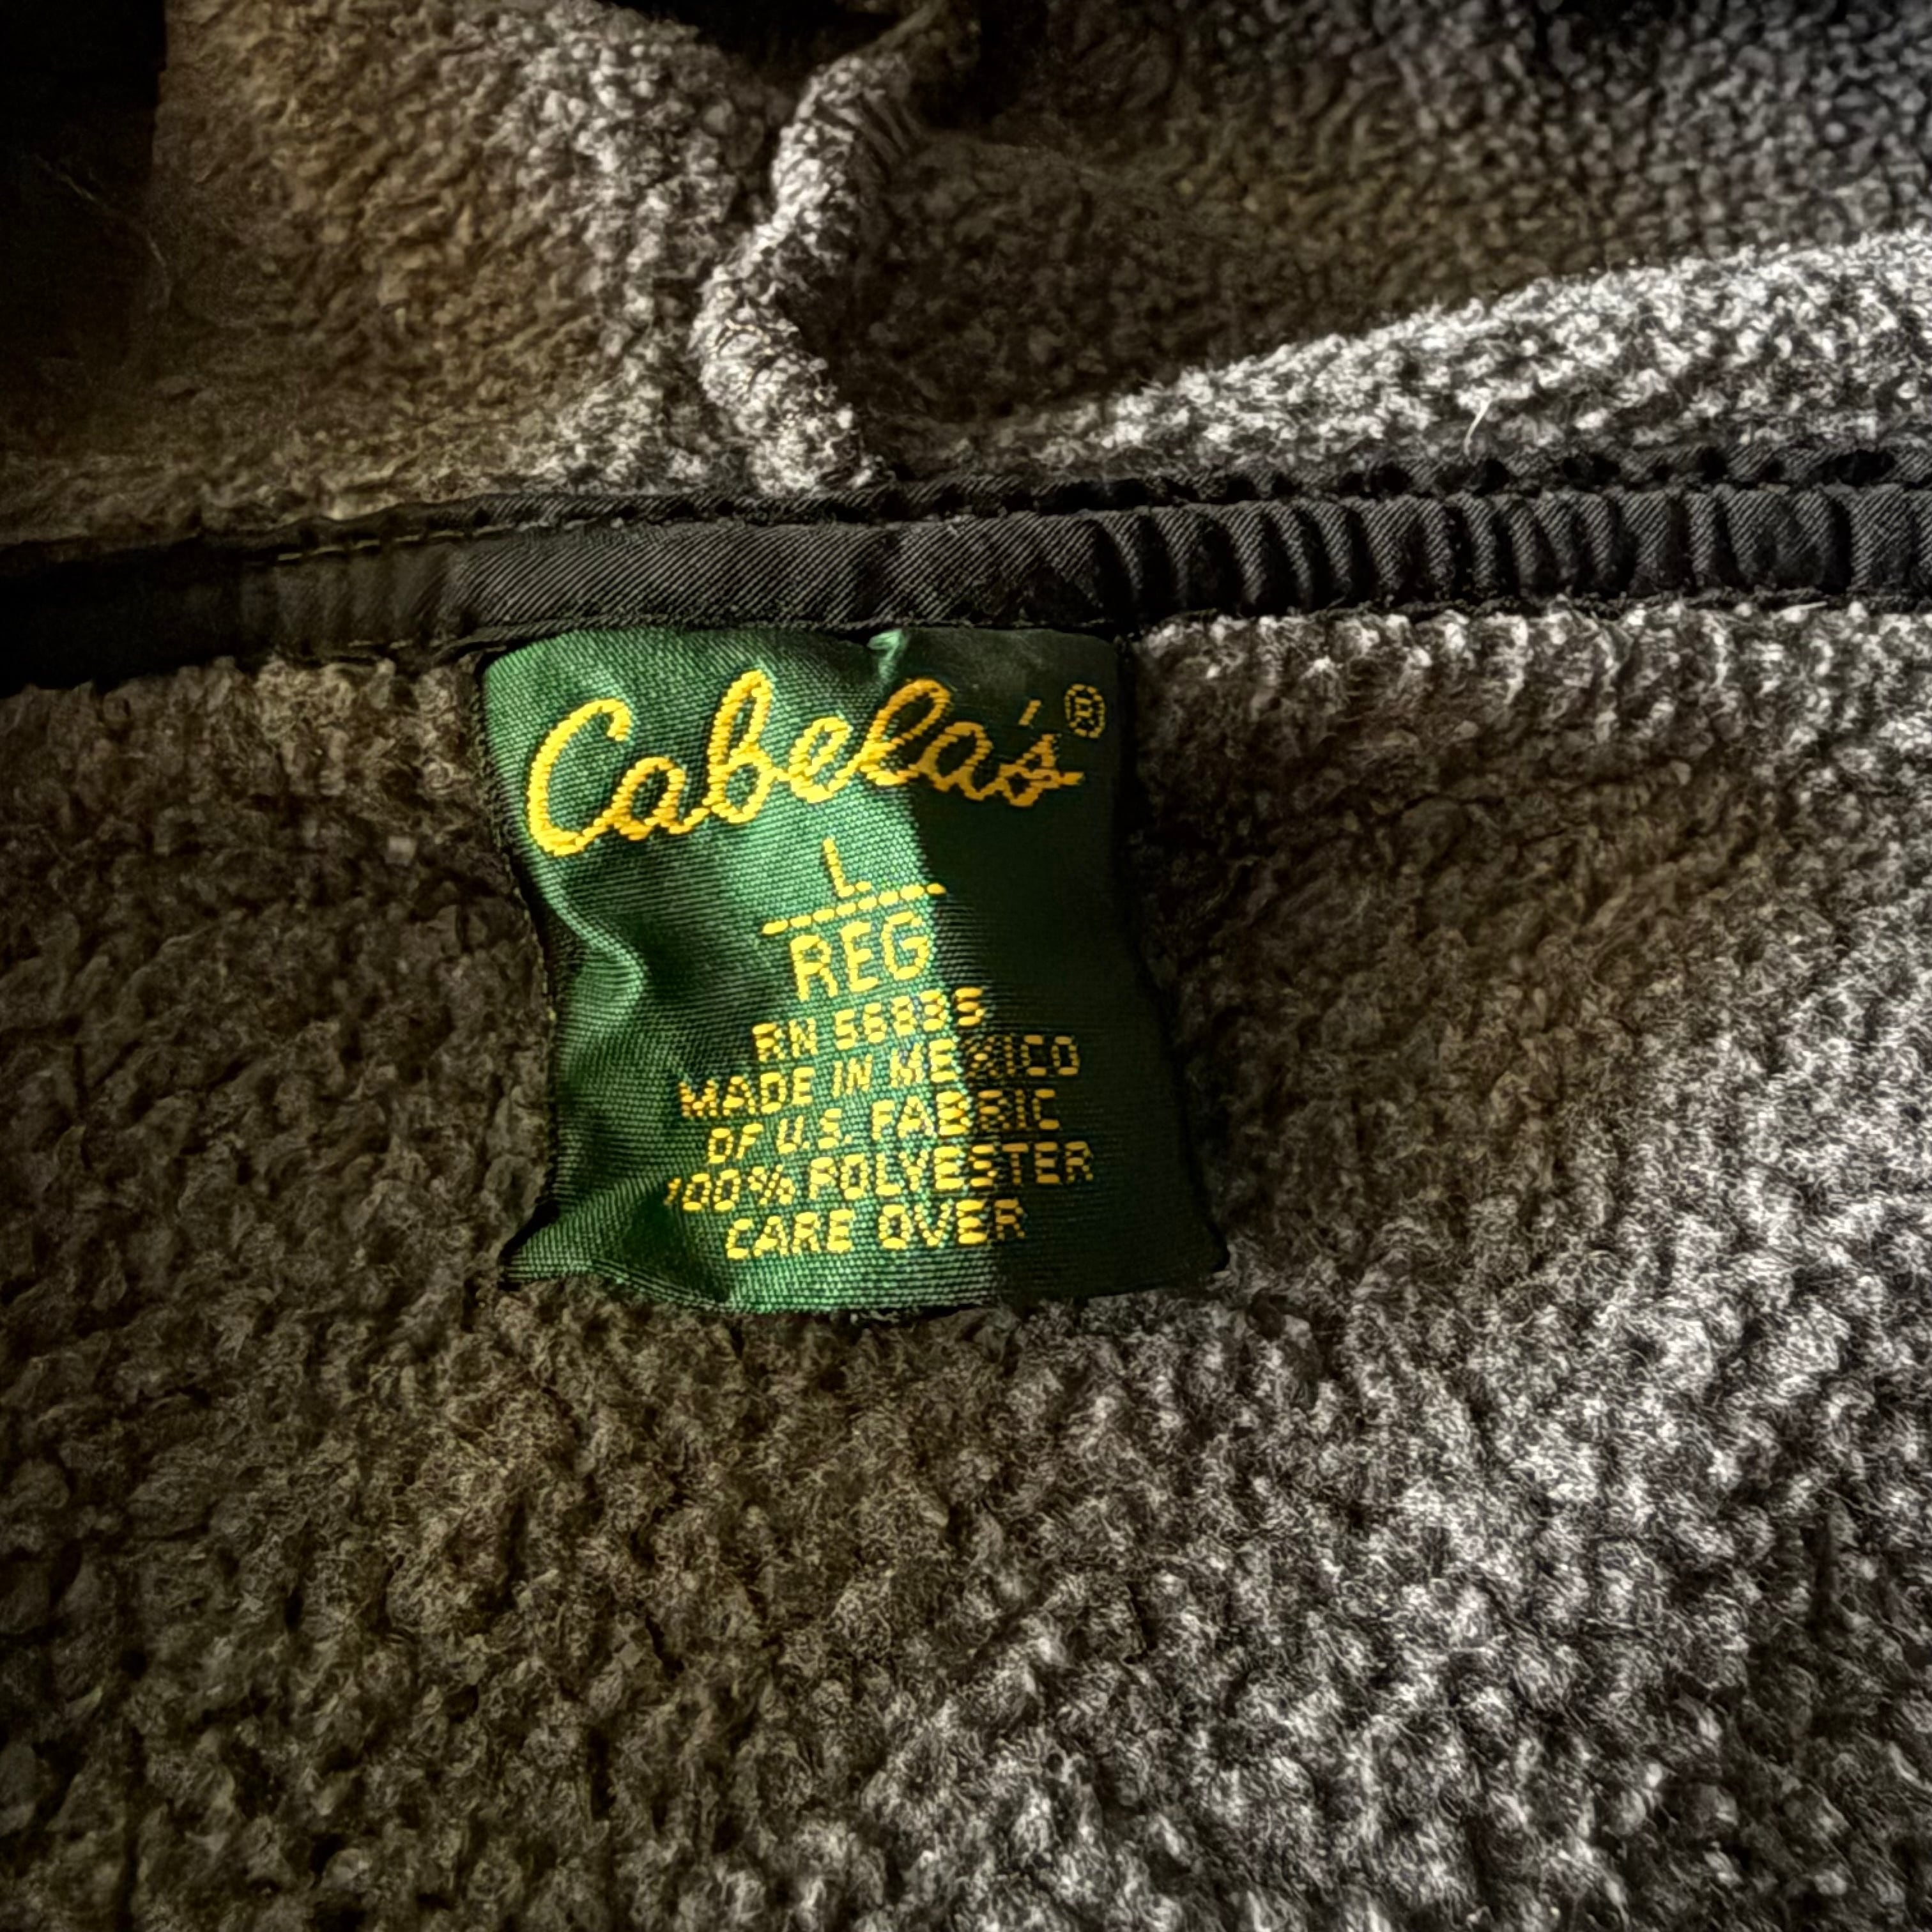 Cabela's®
L
REG
RN 56835
MADE IN MEXICO
OF U.S. FABRIC
100% POLYESTER
CARE OVER